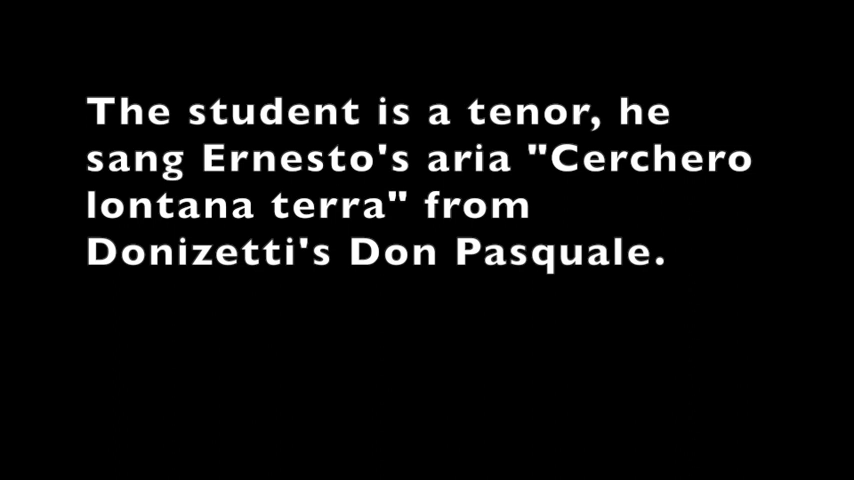 The student is a tenor, he
sang Ernesto's aria "Cerchero
lontana terra" from
Donizetti's Don Pasquale.